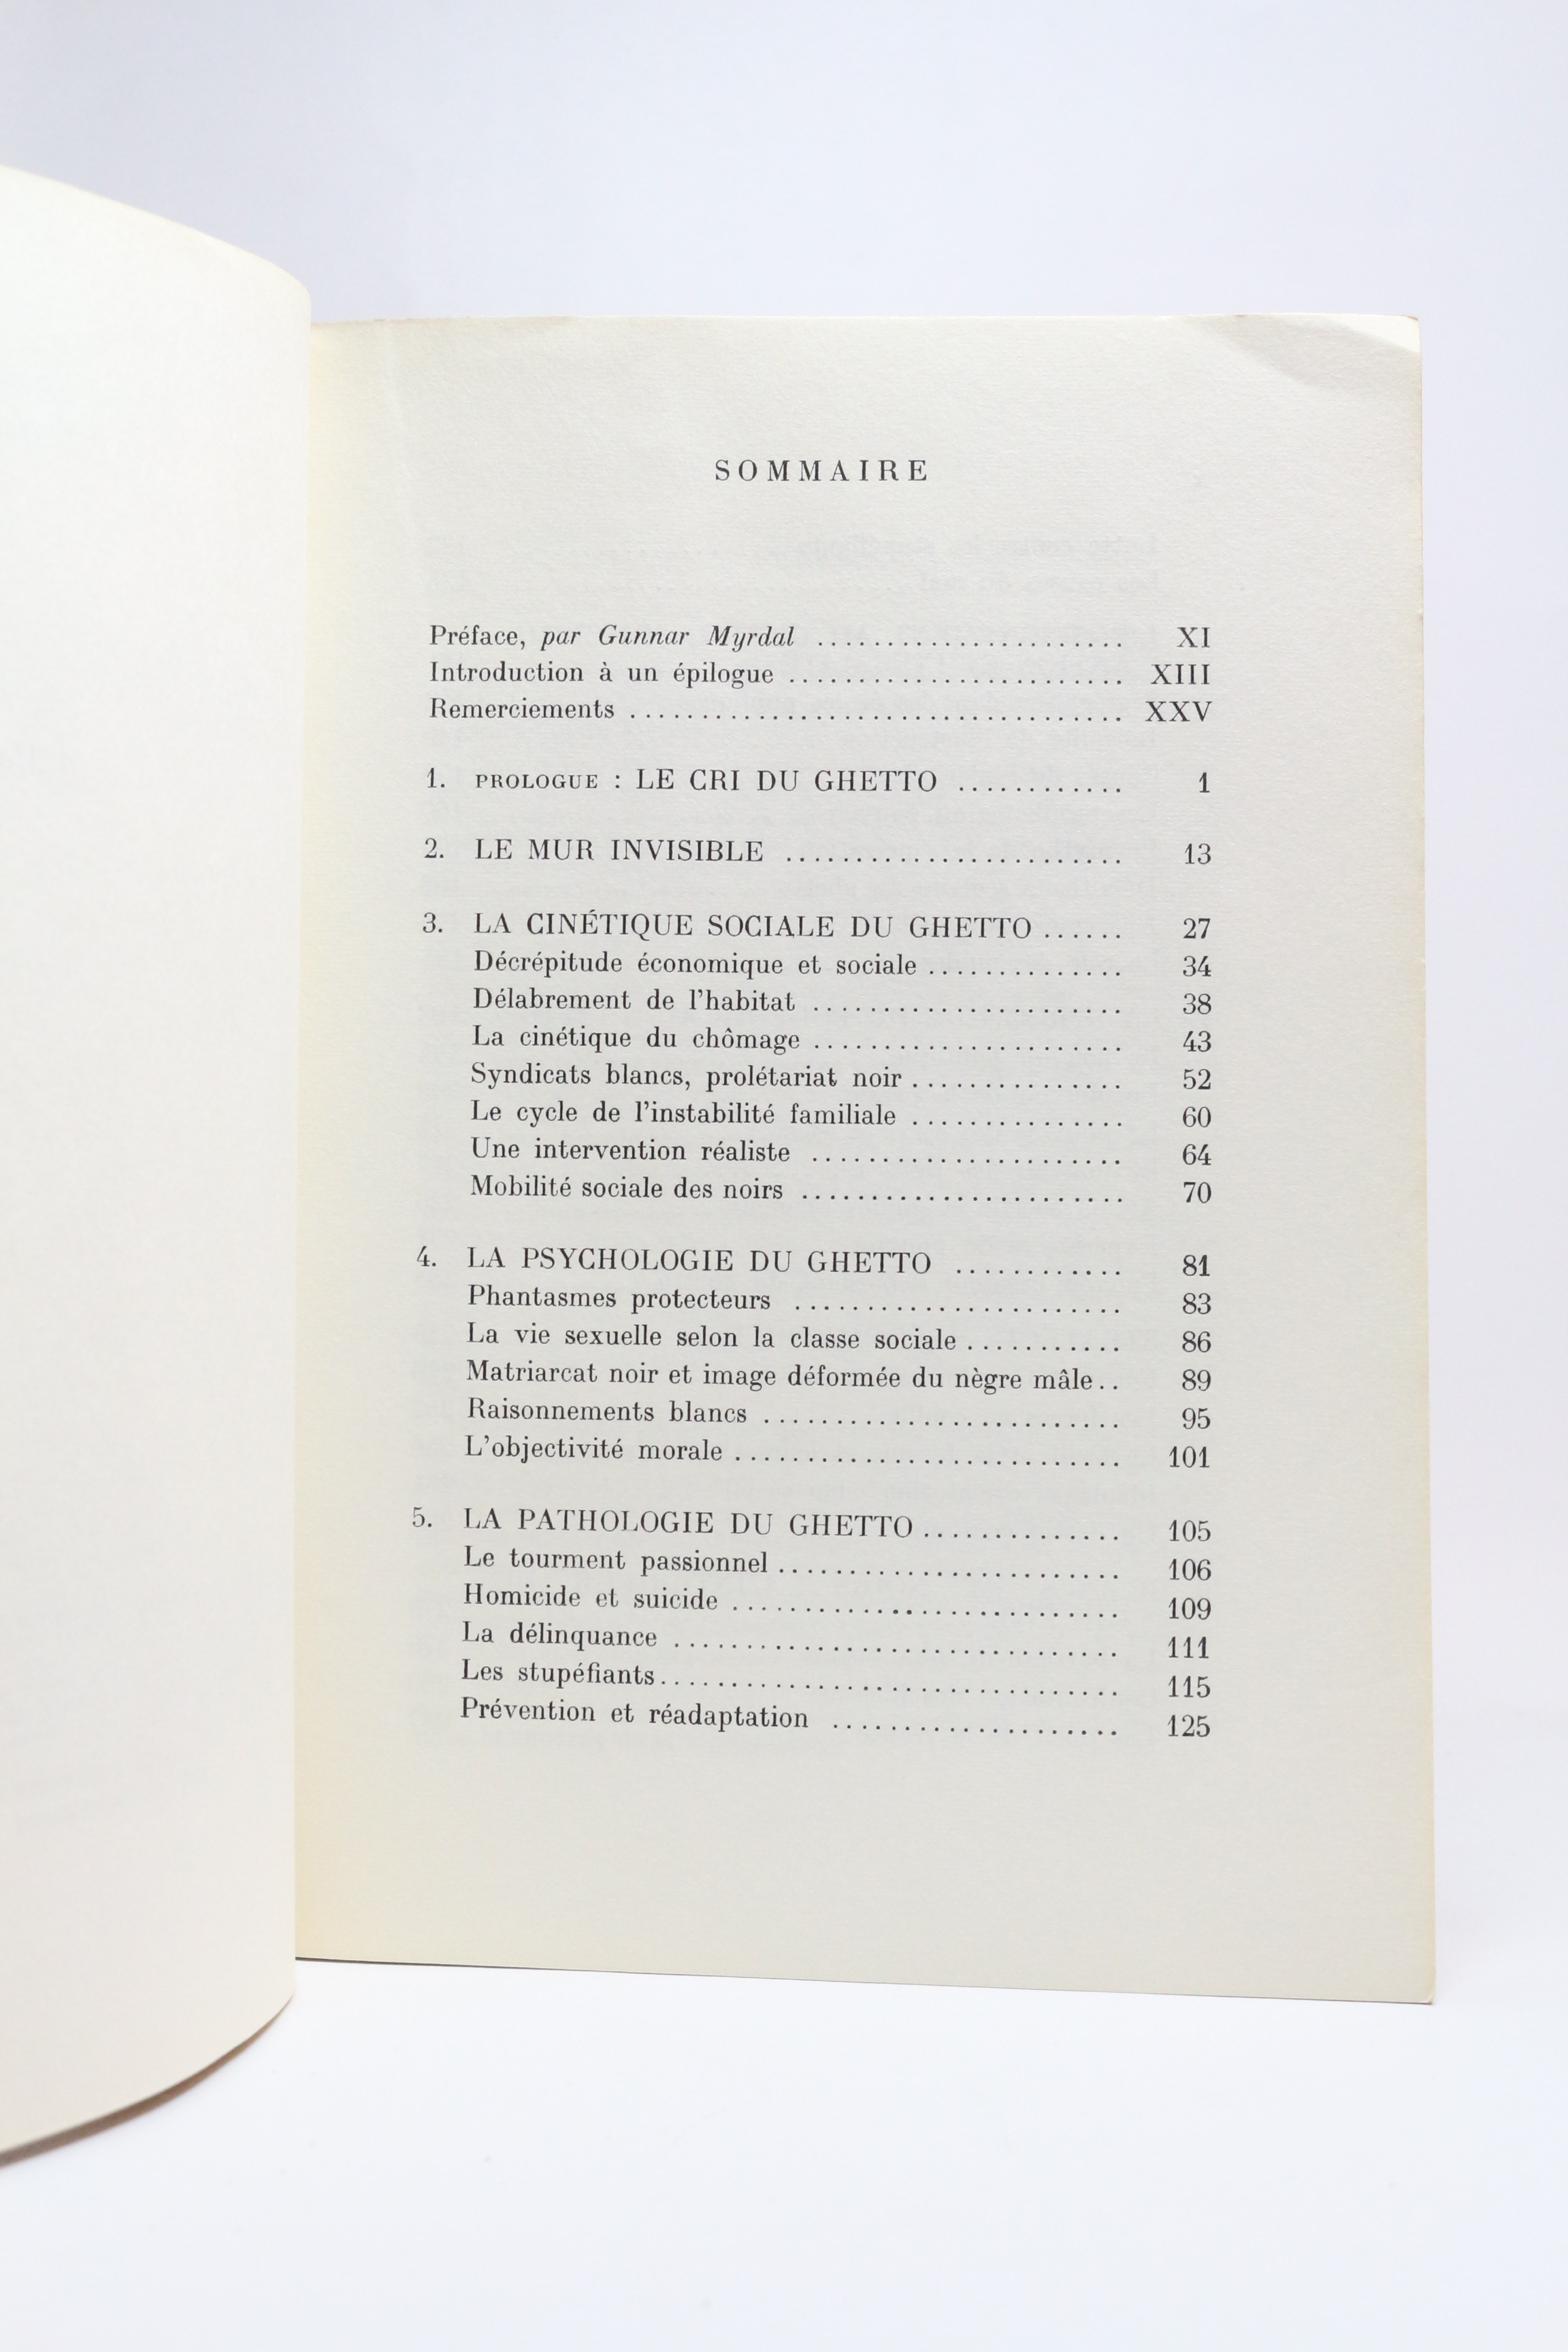 SOMMAIRE
Préface, par Gunnar Myrdal ...................... XI
Introduction à un épilogue ........................ XIII
Remerciements ................................... XXV
1. PROLOGUE : LE CRI DU GHETTO ............ 1
2. LE MUR INVISIBLE ........................ 13
3. LA CINÉTIQUE SOCIALE DU GHETTO ...... 27
Décrépitude économique et sociale .............. 34
Délabrement de l'habitat ...................... 38
La cinétique du chômage ...................... 43
Syndicats blancs, prolétariat noir ............... 52
Le cycle de l'instabilité familiale ............... 60
Une intervention réaliste ...................... 64
Mobilité sociale des noirs ....................... 70
4. LA PSYCHOLOGIE DU GHETTO ............ 81
Phantasmes protecteurs ....................... 83
La vie sexuelle selon la classe sociale ........... 86
Matriarcat noir et image déformée du nègre mâle .. 89
Raisonnements blancs ......................... 95
L'objectivité morale ........................... 101
5. LA PATHOLOGIE DU GHETTO .............. 105
Le tourment passionnel ........................ 106
Homicide et suicide ........................... 109
La délinquance ............................... 111
Les stupéfiants ................................ 115
Prévention et réadaptation .................... 125